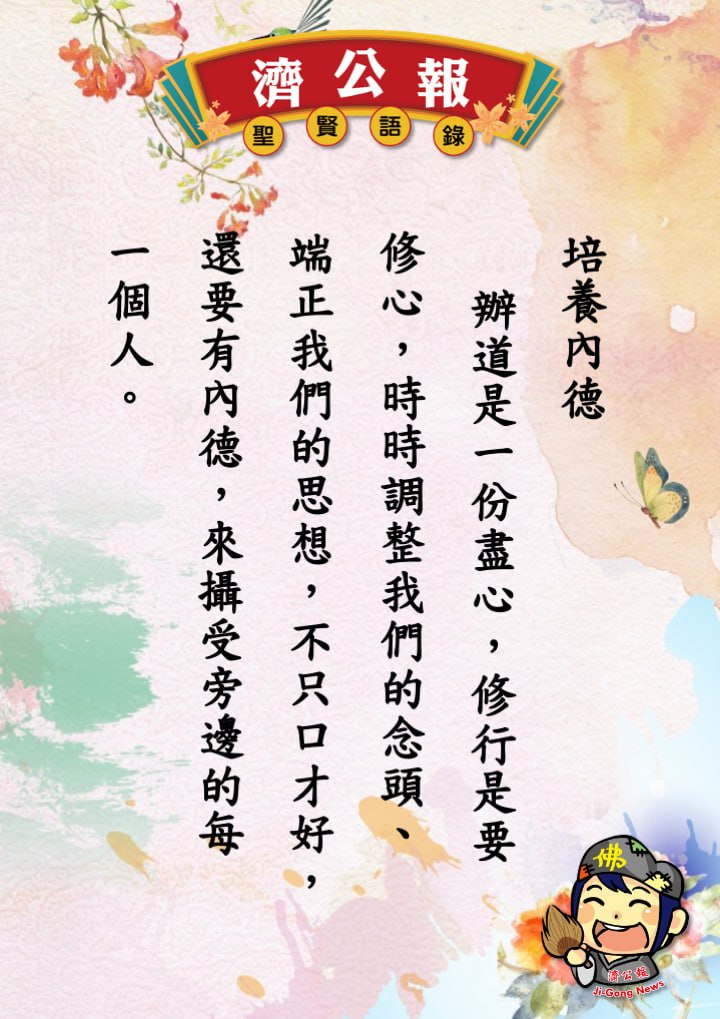 濟公報
聖賢語錄
培養內德
辦道是一份盡心，修行是要
修心，時時調整我們的念頭、
端正我們的思想，不只口才好，
還要有內德，來攝受旁邊的每
一個人。
佛
濟公報
Ji-Gong News